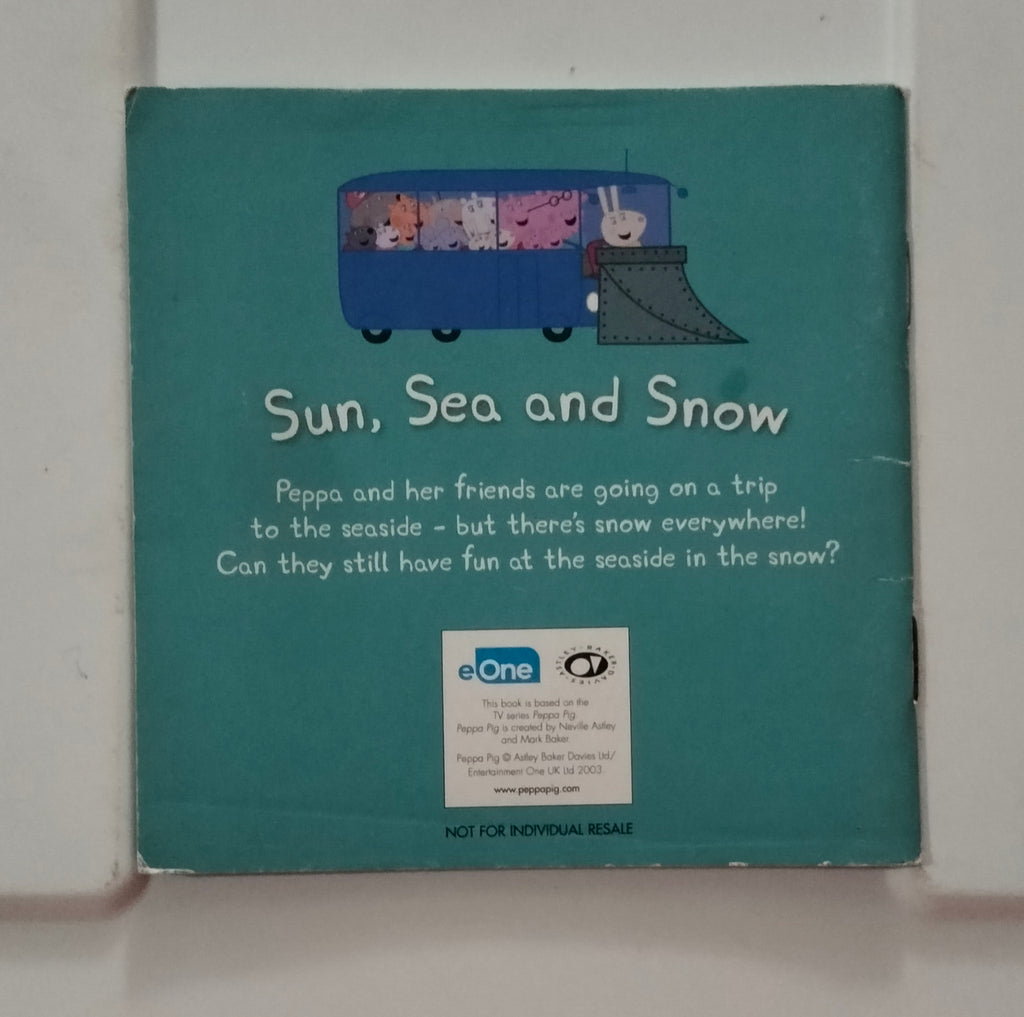 Sun, Sea and Snow
Peppa and her friends are going on a trip
to the seaside – but there's snow everywhere!
Can they still have fun at the seaside in the snow?
eOne
ASTLEY · BAKER · DAVIES
This book is based on the
TV series Peppa Pig.
Peppa Pig is created by Neville Astley
and Mark Baker.
Peppa Pig © Astley Baker Davies Ltd/
Entertainment One UK Ltd 2003.
www.peppapig.com
NOT FOR INDIVIDUAL RESALE